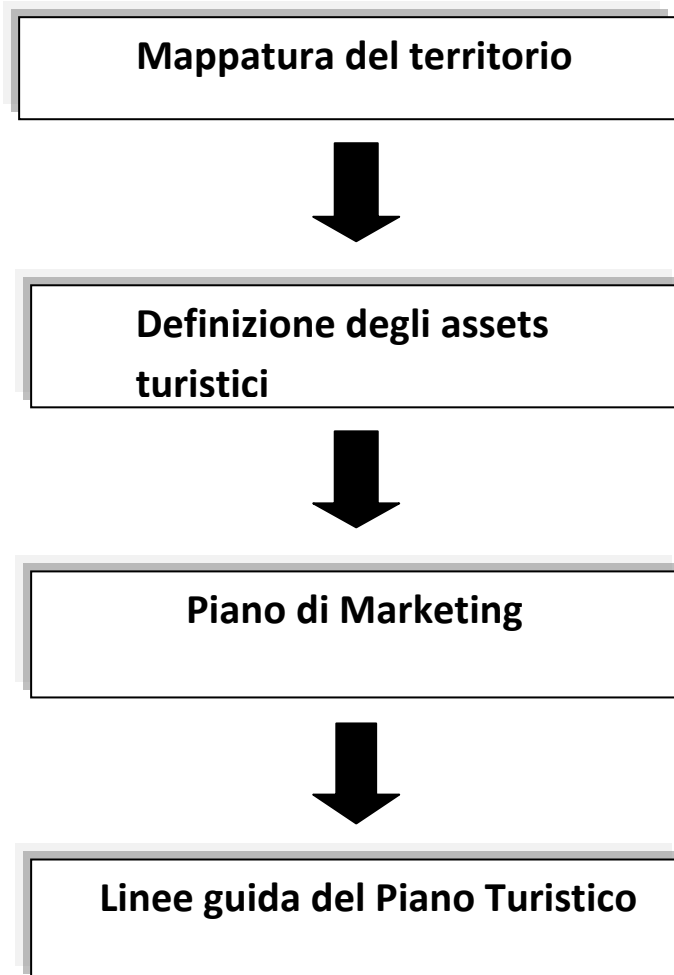 Mappatura del territorio
Definizione degli assets
turistici
Piano di Marketing
Linee guida del Piano Turistico